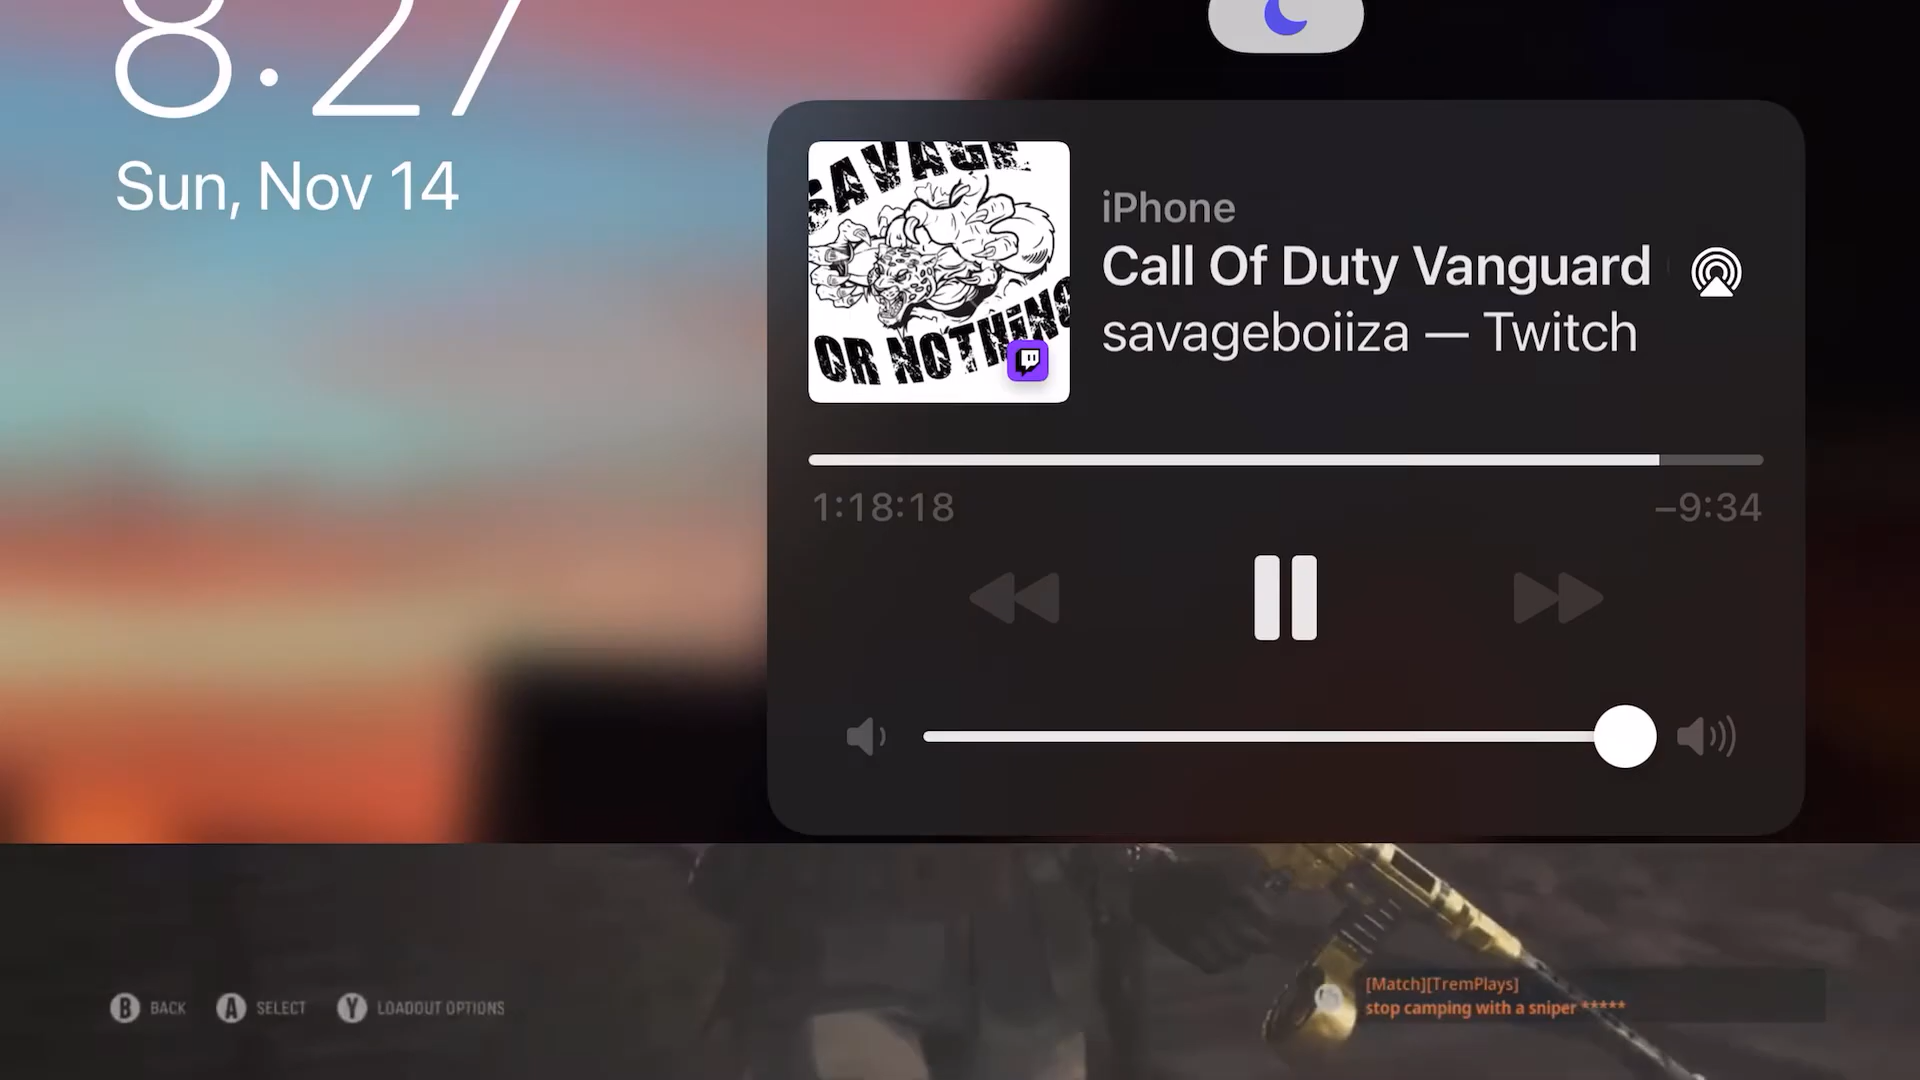 8:27
Sun, Nov 14
SAVAGE
OR NOTHING
iPhone
Call Of Duty Vanguard
savageboiiza — Twitch
1:18:18
–9:34
B BACK
A SELECT
Y LOADOUT OPTIONS
[Match][TremPlays]
stop camping with a sniper *****